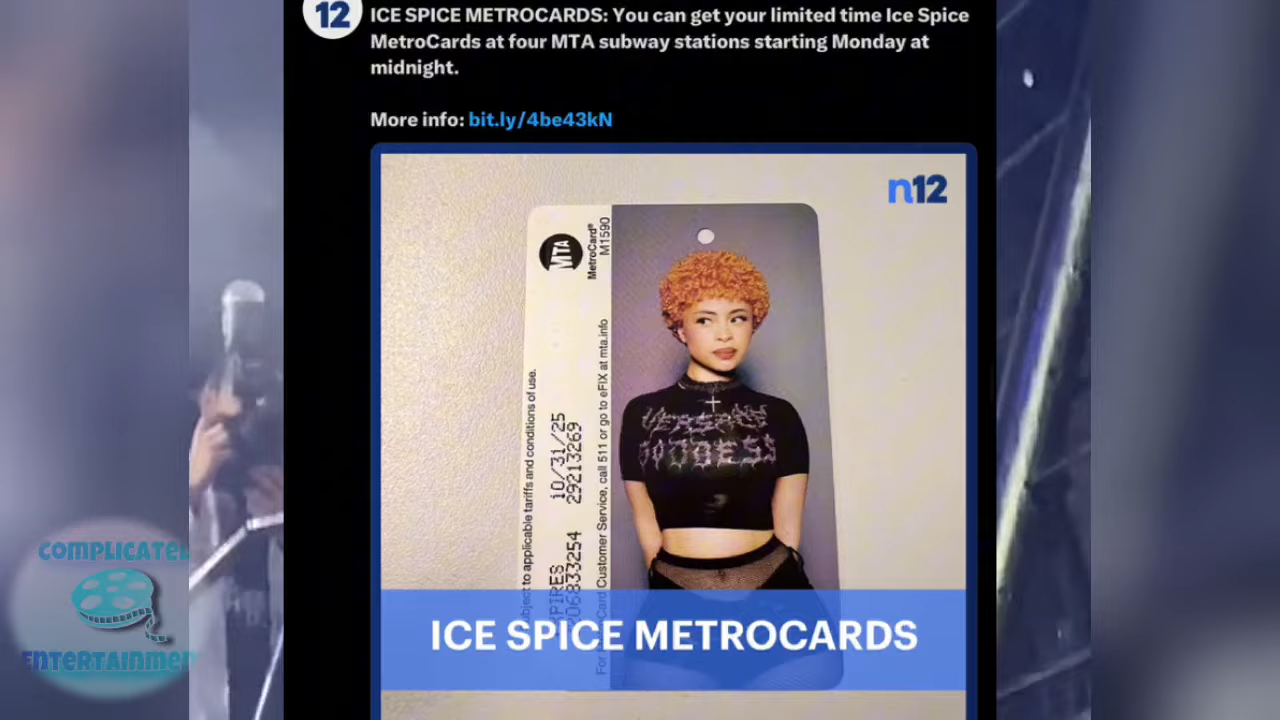 12
ICE SPICE METROCARDS: You can get your limited time Ice Spice
MetroCards at four MTA subway stations starting Monday at
midnight.
More info: bit.ly/4be43kN
n12
MTA
MetroCard®
M1590
subject to applicable tariffs and conditions of use.
EXPIRES 10/31/25
206833254 29213269
Card Customer Service, call 511 or go to eFIX at mta.info
VERSACE
GODDESS
ICE SPICE METROCARDS
COMPLICATED
ENTERTAINMENT